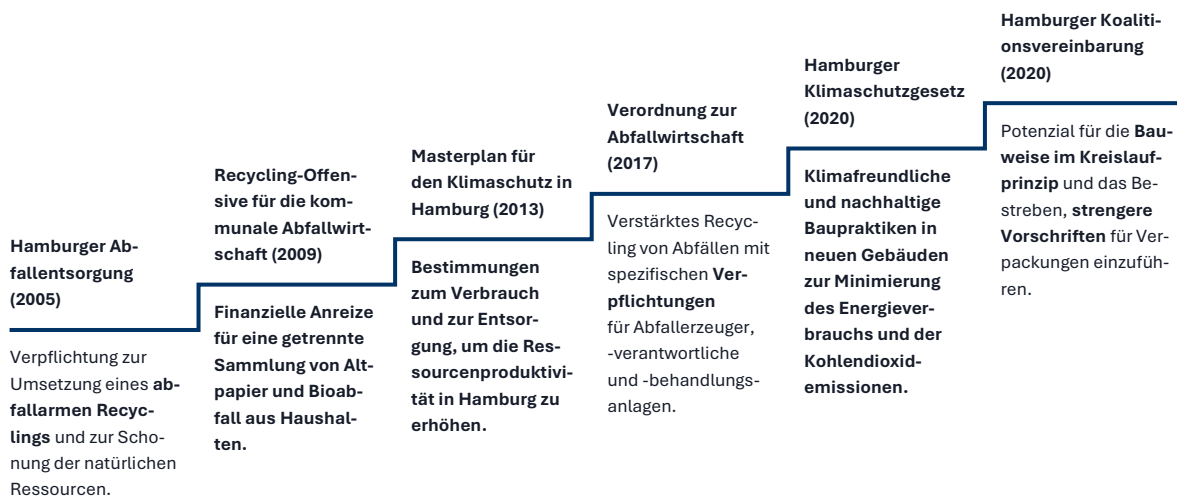 Hamburger Ab-
fallentsorgung
(2005)
Verpflichtung zur
Umsetzung eines ab-
fallarmen Recyc-
lings und zur Scho-
nung der natürlichen
Ressourcen.
Recycling-Offen-
sive für die kom-
munale Abfallwirt-
schaft (2009)
Finanzielle Anreize
für eine getrennte
Sammlung von Alt-
papier und Bioab-
fall aus Haushal-
ten.
Masterplan für
den Klimaschutz in
Hamburg (2013)
Bestimmungen
zum Verbrauch
und zur Entsor-
gung, um die Res-
sourcenproduktivi-
tät in Hamburg zu
erhöhen.
Verordnung zur
Abfallwirtschaft
(2017)
Verstärktes Recyc-
ling von Abfällen mit
spezifischen Ver-
pflichtungen
für Abfallerzeuger,
-verantwortliche
und -behandlungs-
anlagen.
Hamburger
Klimaschutzgesetz
(2020)
Klimafreundliche
und nachhaltige
Baupraktiken in
neuen Gebäuden
zur Minimierung
des Energiever-
brauchs und der
Kohlendioxid-
emissionen.
Hamburger Koaliti-
onsvereinbarung
(2020)
Potenzial für die Bau-
weise im Kreislauf-
prinzip und das Be-
streben, strengere
Vorschriften für Ver-
packungen einzufüh-
ren.